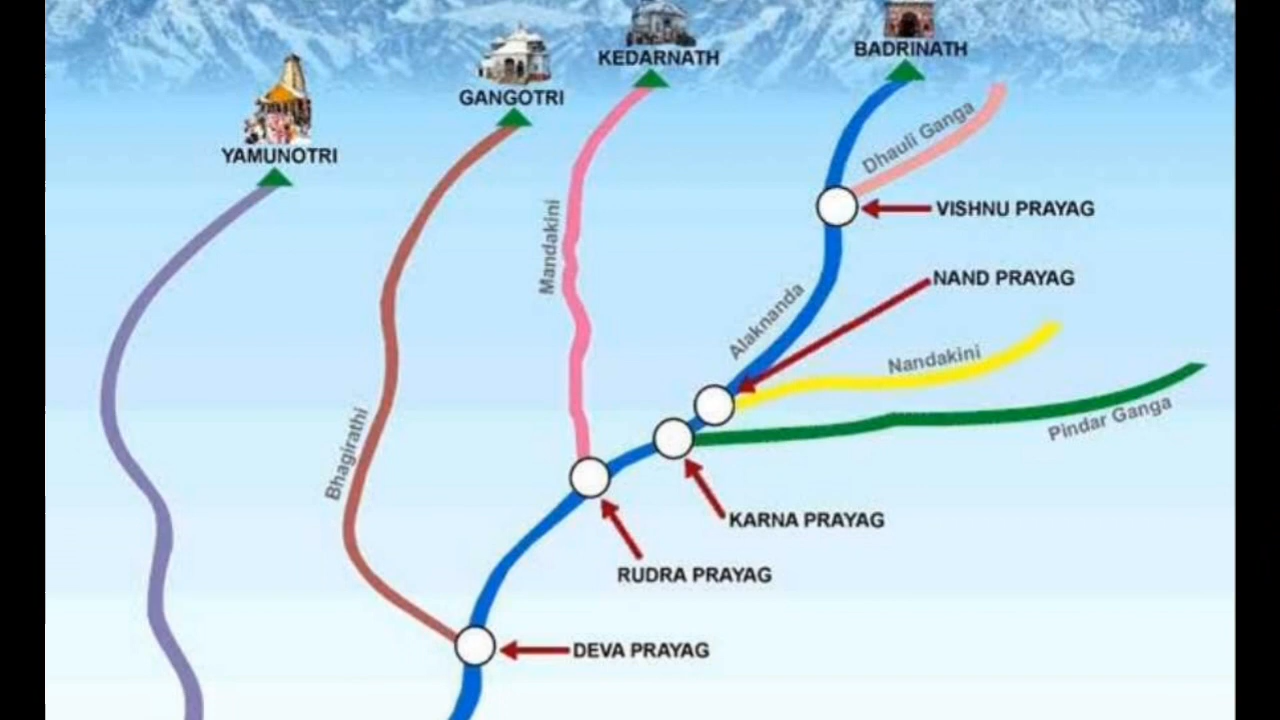 BADRINATH
KEDARNATH
GANGOTRI
YAMUNOTRI
Dhauli Ganga
VISHNU PRAYAG
Mandakini
NAND PRAYAG
Alaknanda
Nandakini
Pindar Ganga
Bhagirathi
KARNA PRAYAG
RUDRA PRAYAG
DEVA PRAYAG